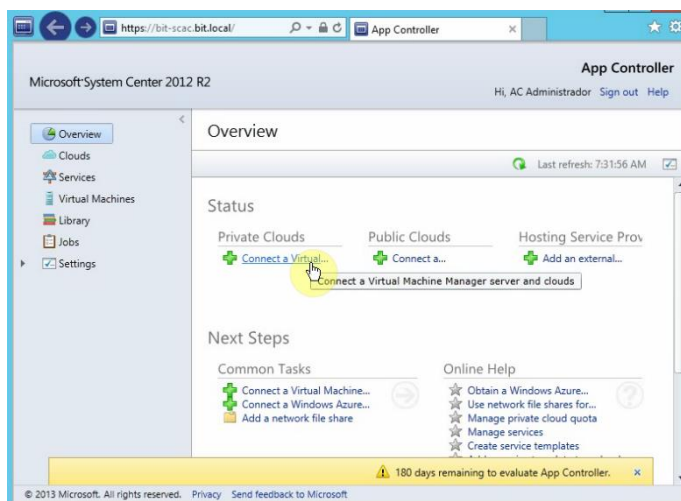 https://bit-scac.bit.local/
App Controller
Microsoft System Center 2012 R2
App Controller
Hi, AC Administrador Sign out Help
Overview
Clouds
Services
Virtual Machines
Library
Jobs
Settings
Overview
Last refresh: 7:31:56 AM
Status
Private Clouds Public Clouds Hosting Service Prov
Connect a Virtual... Connect a... Add an external...
Connect a Virtual Machine Manager server and clouds
Next Steps
Common Tasks
Connect a Virtual Machine...
Connect a Windows Azure...
Add a network file share
Online Help
Obtain a Windows Azure...
Use network file shares for...
Manage private cloud quota
Manage services
Create service templates
180 days remaining to evaluate App Controller.
© 2013 Microsoft. All rights reserved. Privacy Send feedback to Microsoft